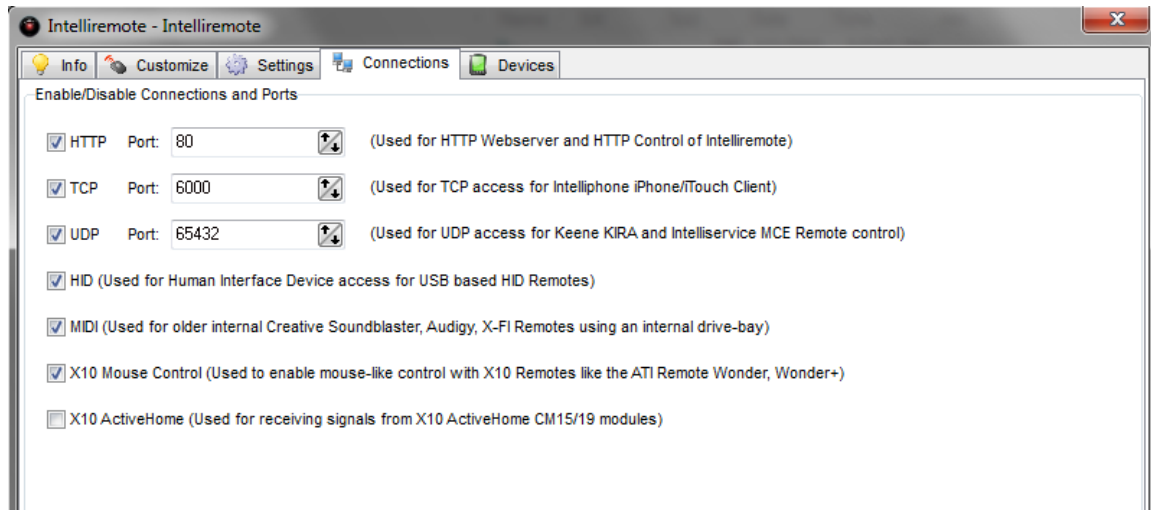 Intelliremote - Intelliremote
Info Customize Settings Connections Devices
Enable/Disable Connections and Ports
HTTP Port: 80 (Used for HTTP Webserver and HTTP Control of Intelliremote)
TCP Port: 6000 (Used for TCP access for Intelliphone iPhone/iTouch Client)
UDP Port: 65432 (Used for UDP access for Keene KIRA and Intelliservice MCE Remote control)
HID (Used for Human Interface Device access for USB based HID Remotes)
MIDI (Used for older internal Creative Soundblaster, Audigy, X-FI Remotes using an internal drive-bay)
X10 Mouse Control (Used to enable mouse-like control with X10 Remotes like the ATI Remote Wonder, Wonder+)
X10 ActiveHome (Used for receiving signals from X10 ActiveHome CM15/19 modules)